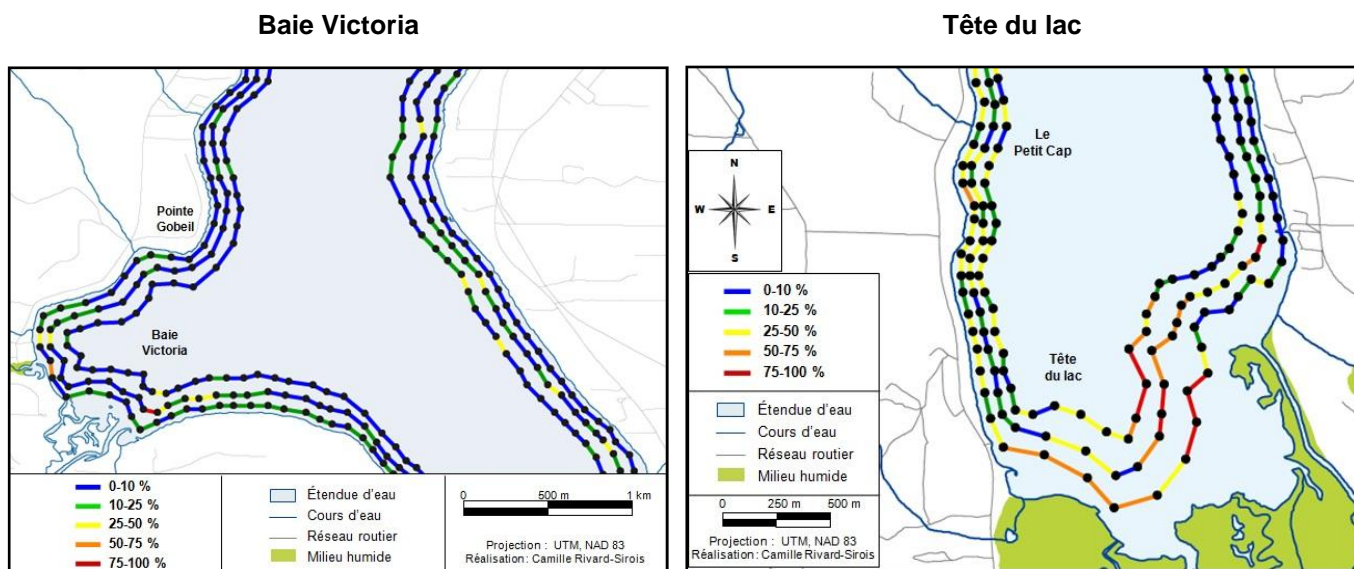 Baie Victoria
Tête du lac
Pointe
Gobeil
Baie
Victoria
0-10 %
10-25 %
25-50 %
50-75 %
75-100 %
Étendue d'eau
Cours d'eau
Réseau routier
Milieu humide
0 500 m 1 km
Projection : UTM, NAD 83
Réalisation: Camille Rivard-Sirois
Le
Petit Cap
N
W E
S
Tête
du lac
0-10 %
10-25 %
25-50 %
50-75 %
75-100 %
Étendue d'eau
Cours d'eau
Réseau routier
Milieu humide
0 250 m 500 m
Projection : UTM, NAD 83
Réalisation: Camille Rivard-Sirois